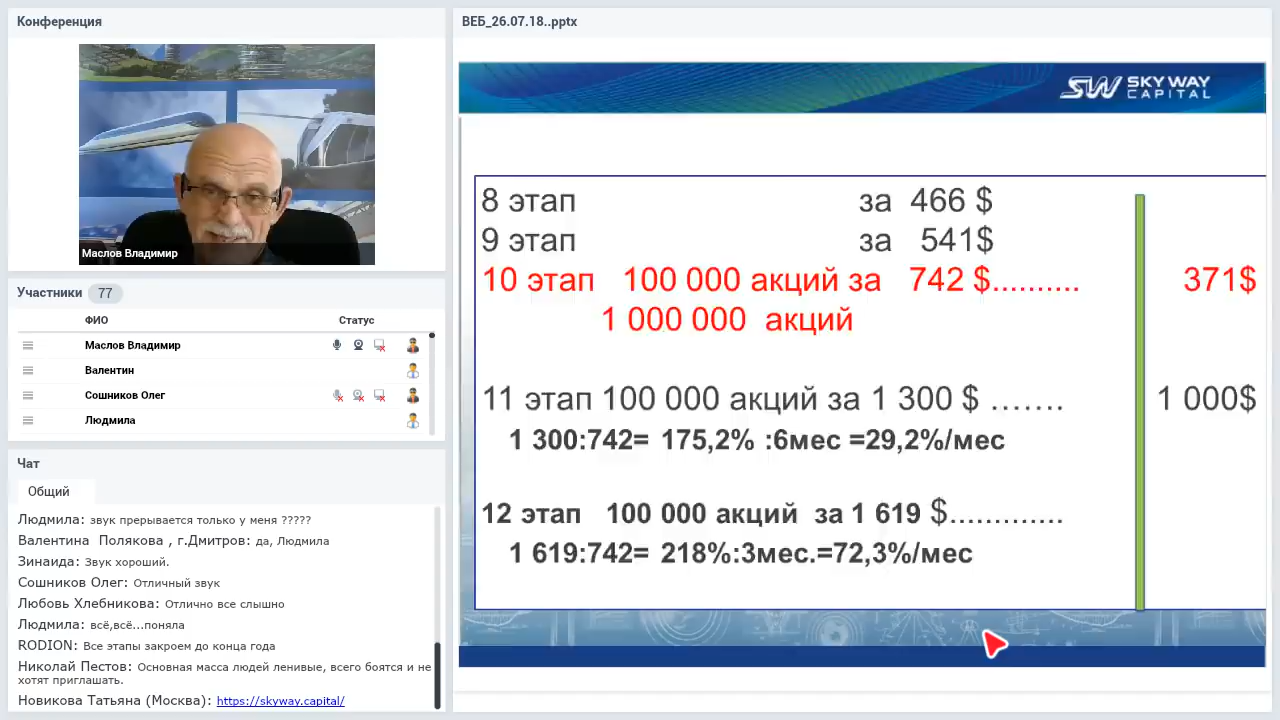 Конференция
Маслов Владимир
Участники 77
ФИО Статус
Маслов Владимир
Валентин
Сошников Олег
Людмила
Чат
Общий
Людмила: звук прерывается только у меня ?????
Валентина Полякова , г.Дмитров: да, Людмила
Зинаида: Звук хороший.
Сошников Олег: Отличный звук
Любовь Хлебникова: Отлично все слышно
Людмила: всё,всё...поняла
RODION: Все этапы закроем до конца года
Николай Пестов: Основная масса людей ленивые, всего боятся и не
хотят приглашать.
Новикова Татьяна (Москва): https://skyway.capital/
ВЕБ_26.07.18..pptx
SW SKY WAY
CAPITAL
8 этап за 466 $
9 этап за 541$
10 этап 100 000 акций за 742 $.......... 371$
1 000 000 акций
11 этап 100 000 акций за 1 300 $ ....... 1 000$
1 300:742= 175,2% :6мес =29,2%/мес
12 этап 100 000 акций за 1 619 $.............
1 619:742= 218%:3мес.=72,3%/мес